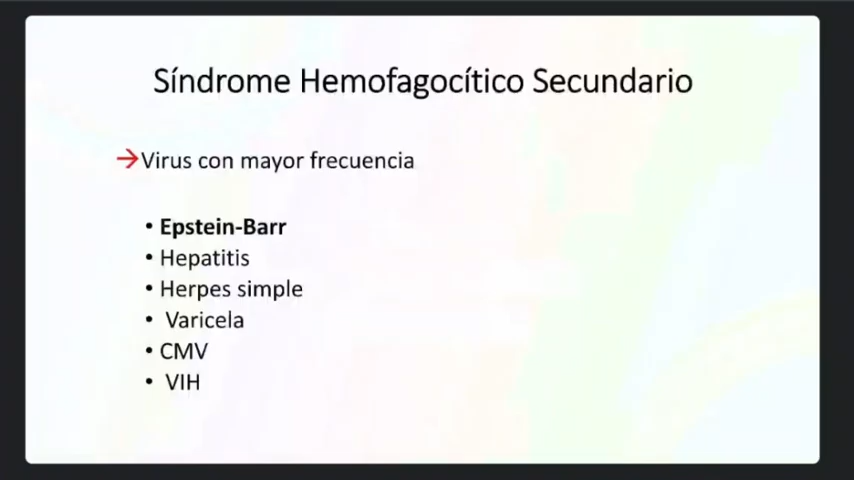 Síndrome Hemofagocítico Secundario
→Virus con mayor frecuencia
• Epstein-Barr
• Hepatitis
• Herpes simple
• Varicela
• CMV
• VIH